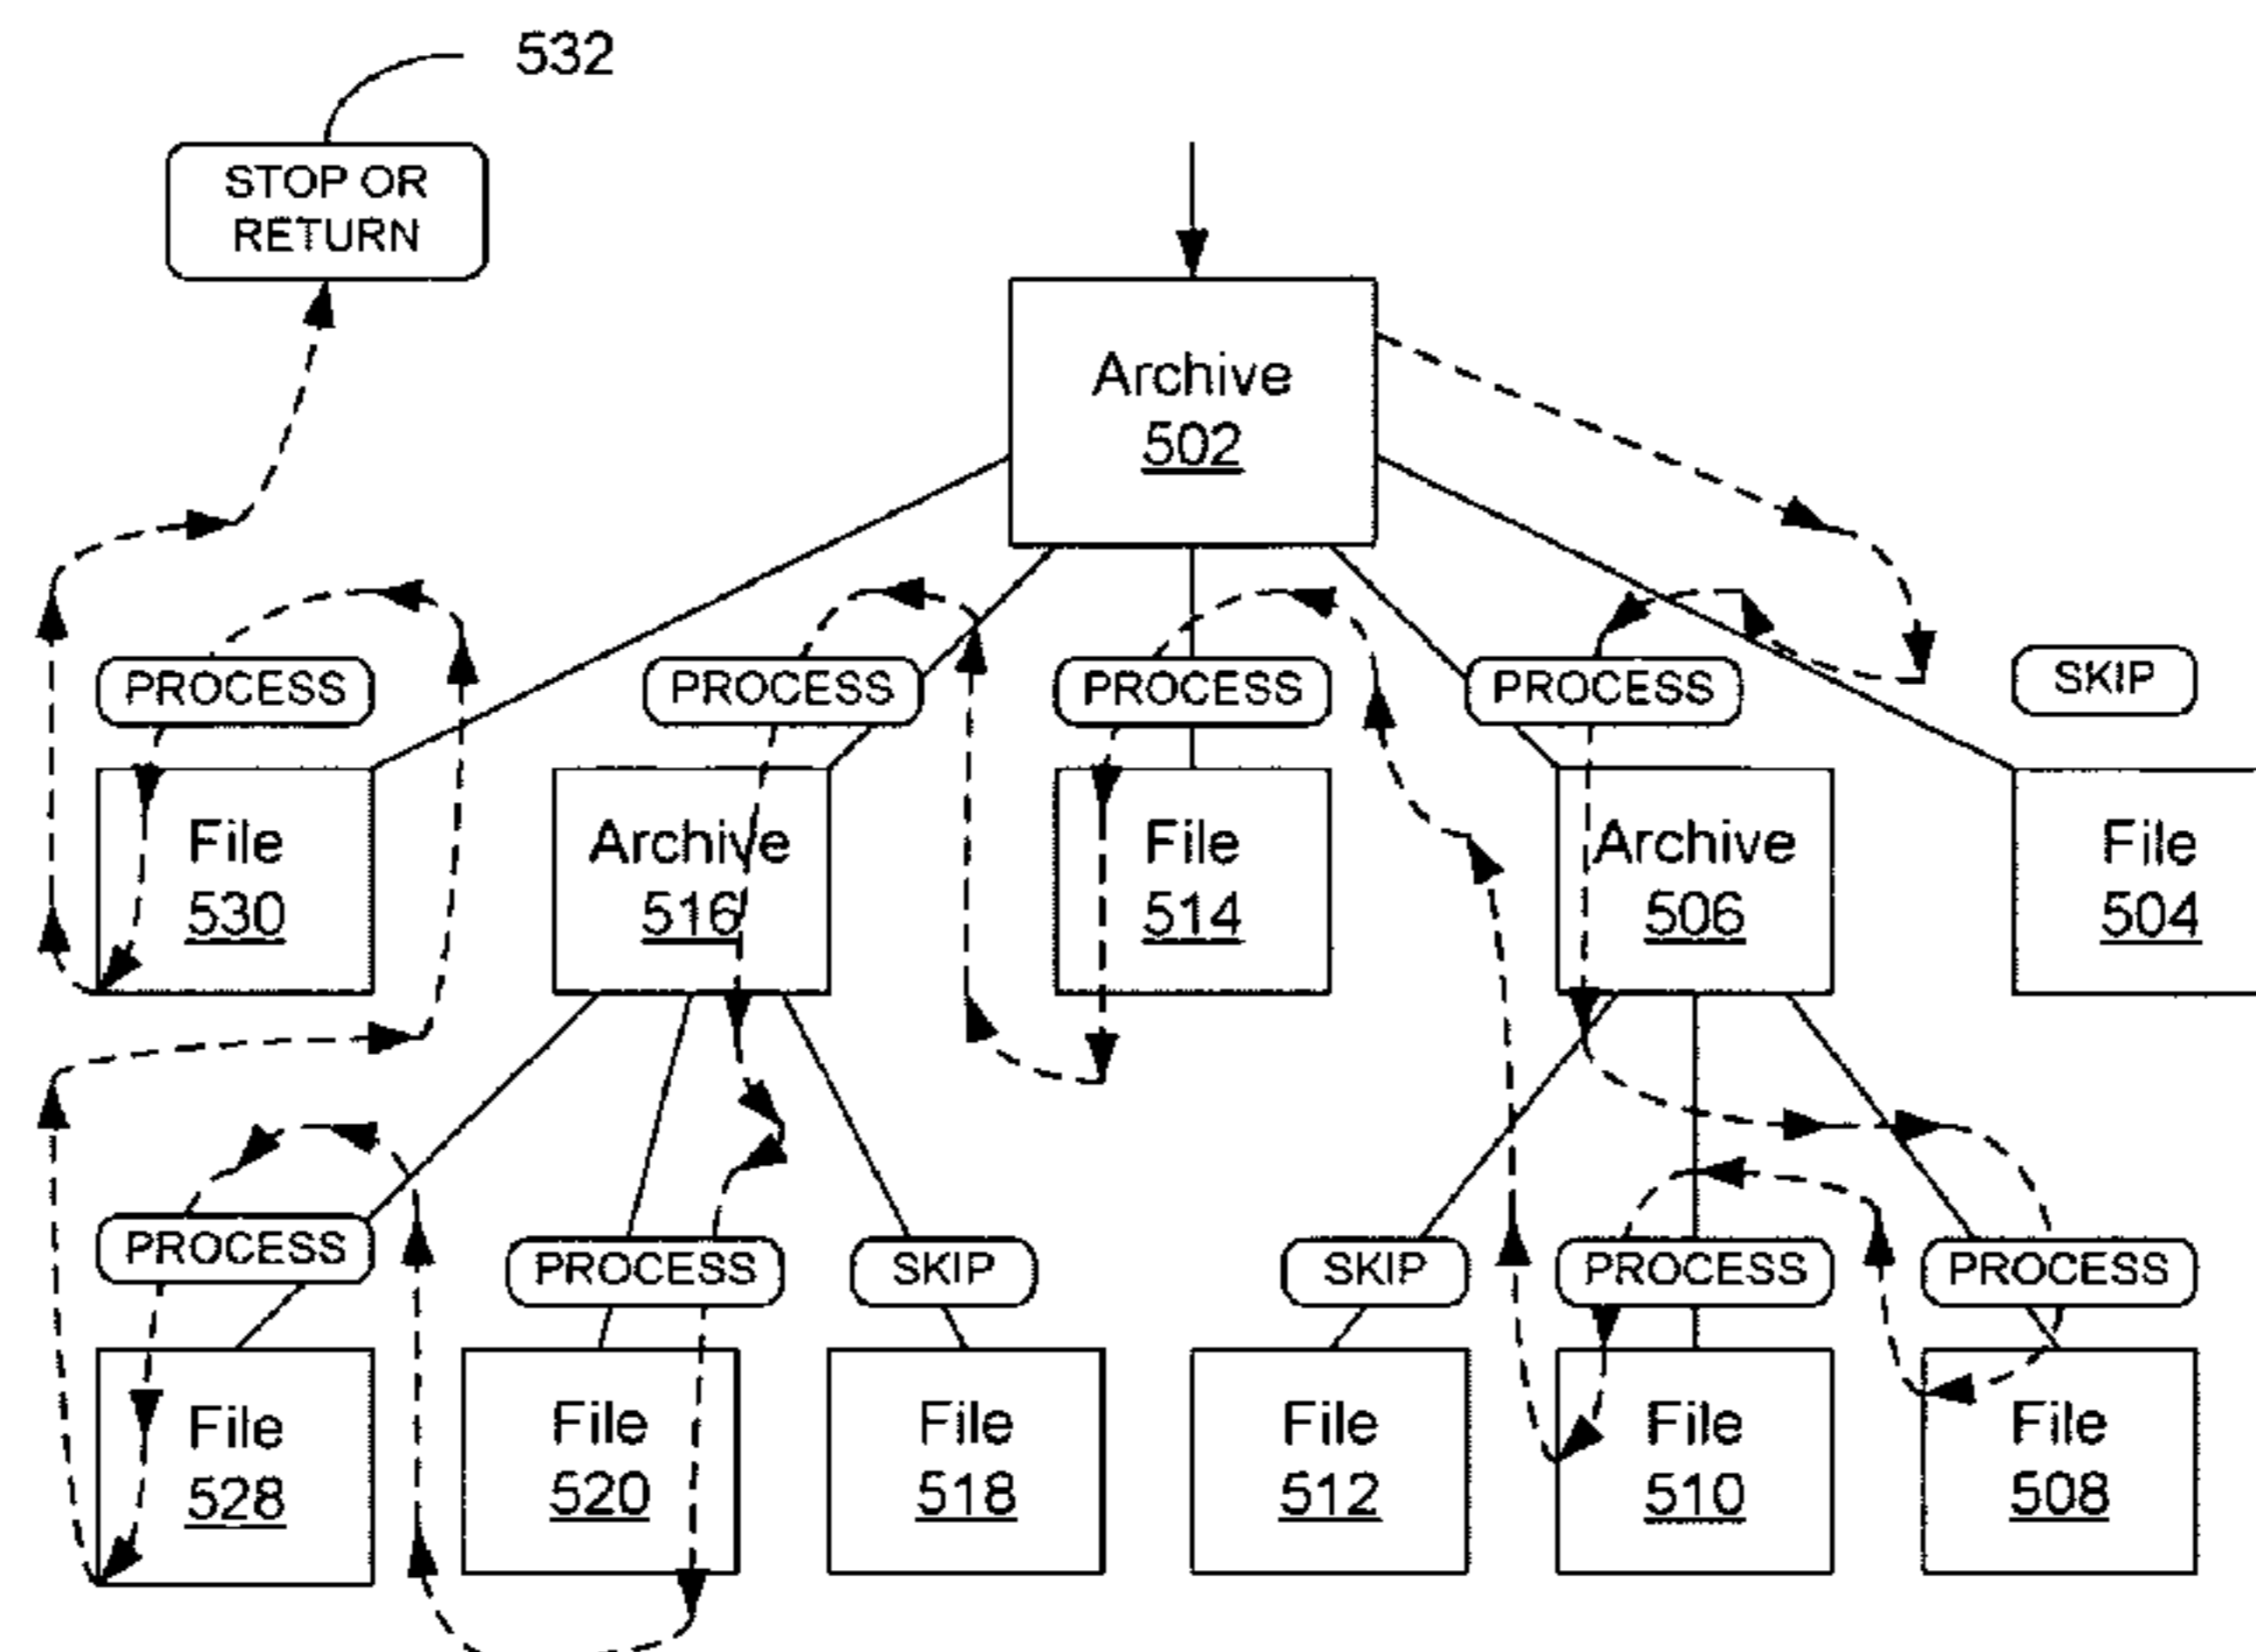 532
STOP OR
RETURN
Archive
502
PROCESS
PROCESS
PROCESS
PROCESS
SKIP
File
530
Archive
516
File
514
Archive
506
File
504
PROCESS
PROCESS
SKIP
SKIP
PROCESS
PROCESS
File
528
File
520
File
518
File
512
File
510
File
508